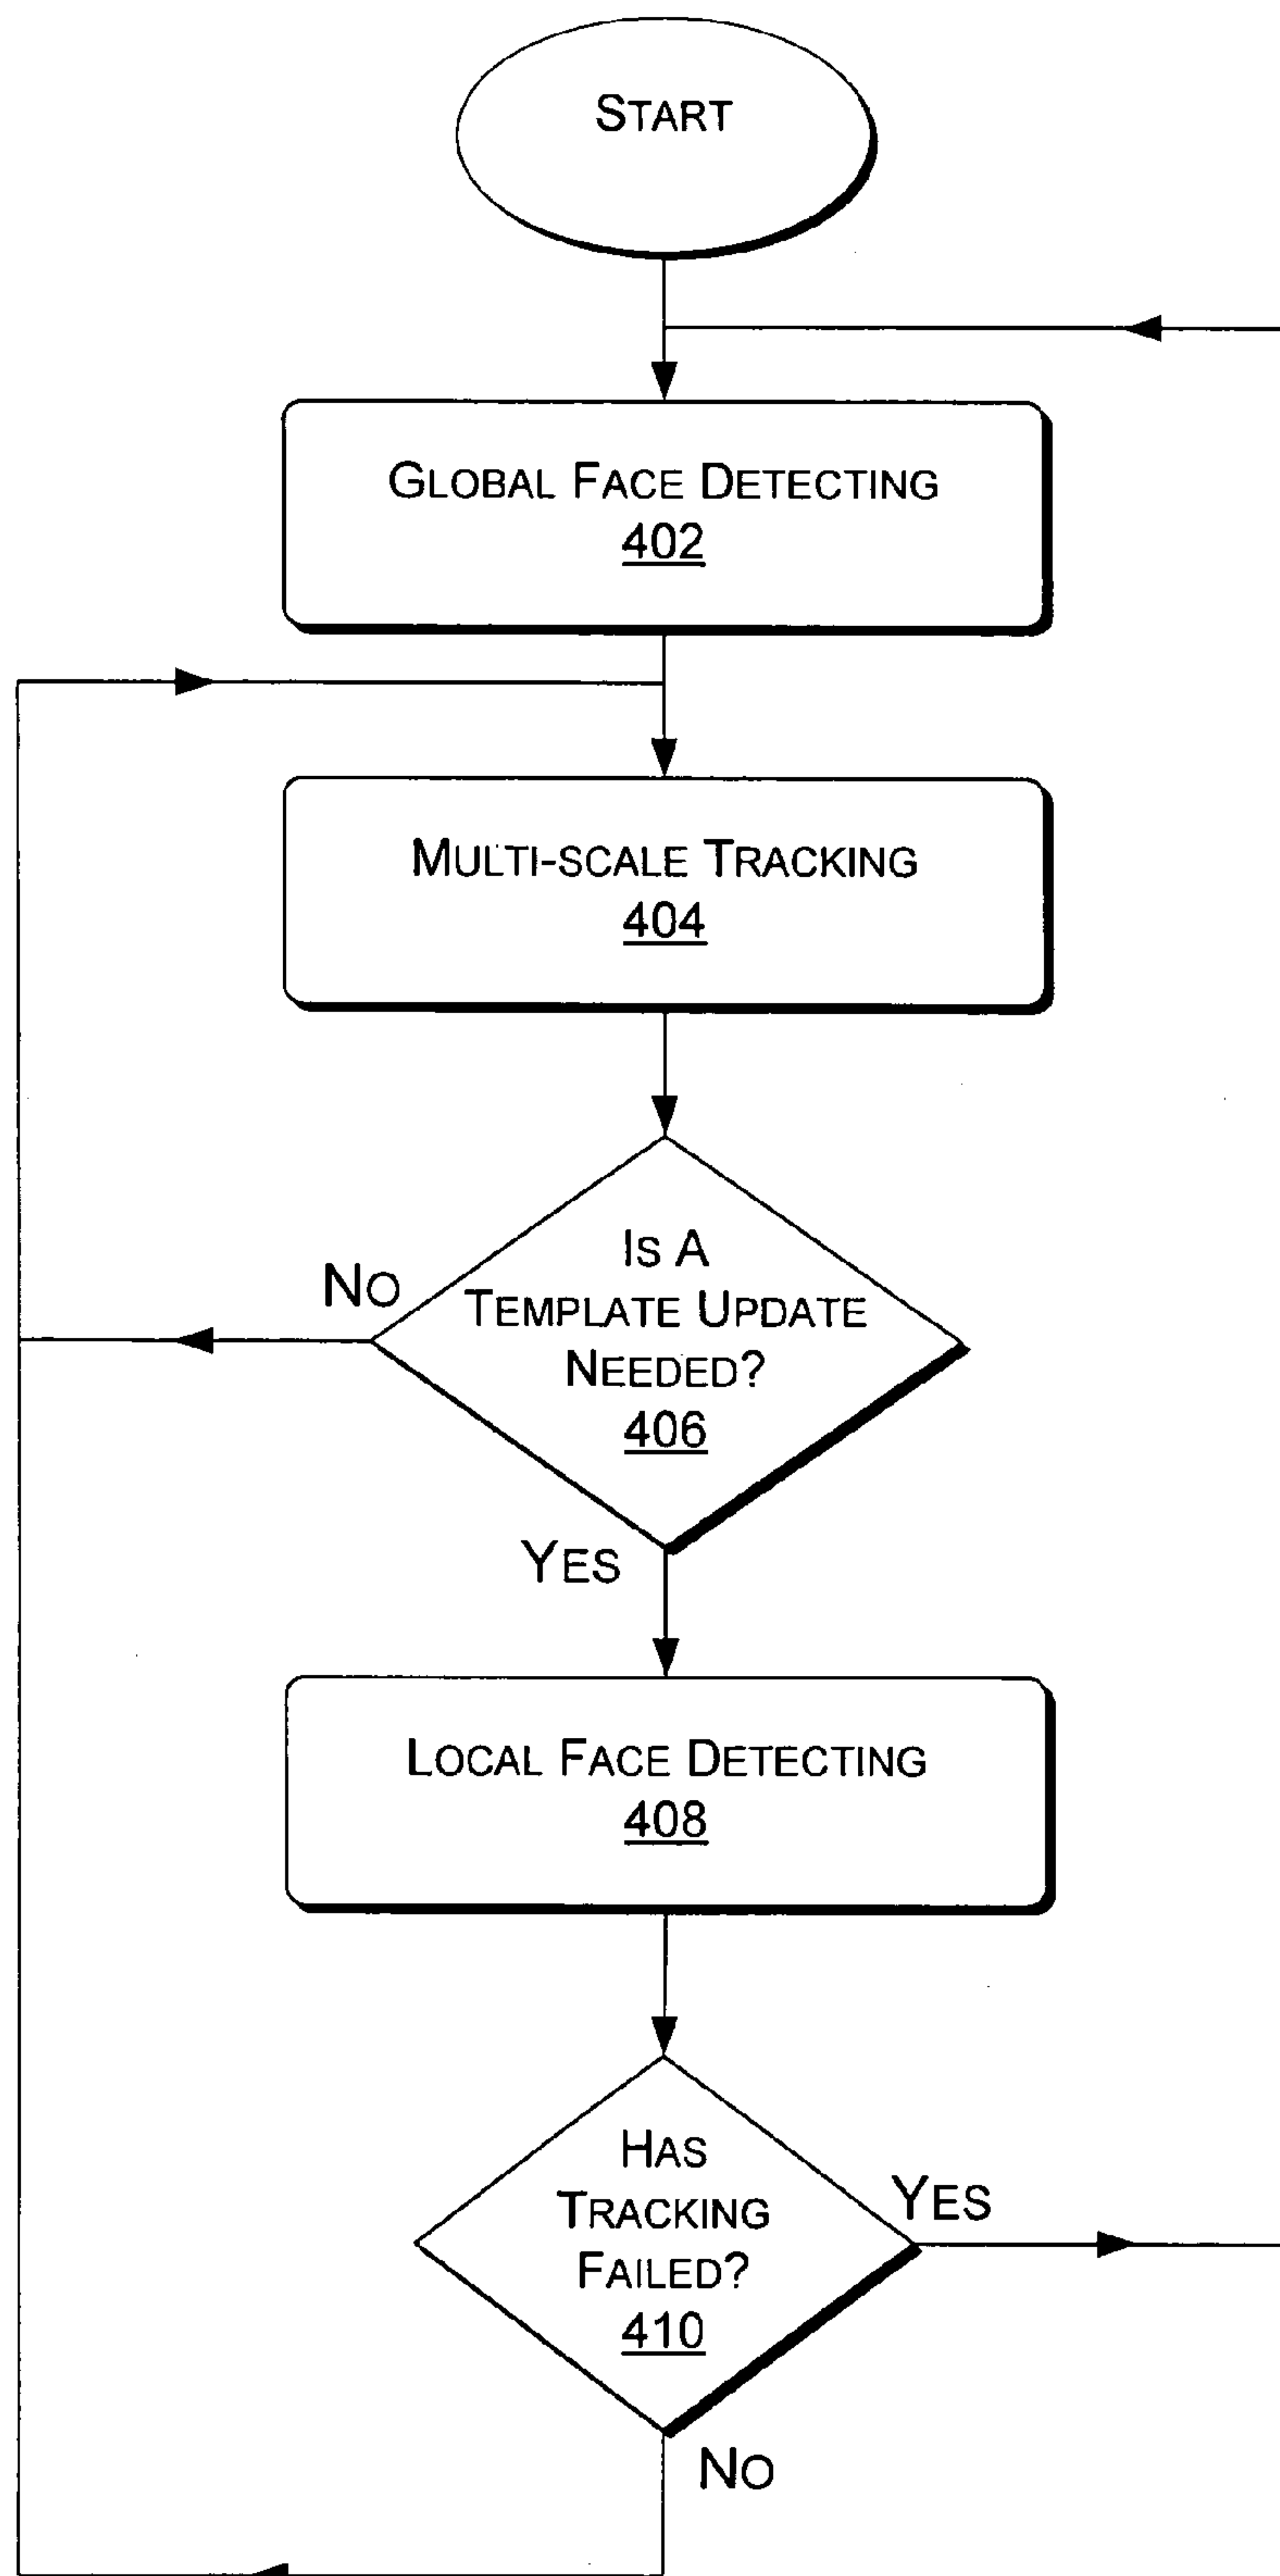 START
GLOBAL FACE DETECTING
402
MULTI-SCALE TRACKING
404
IS A
TEMPLATE UPDATE
NEEDED?
406
NO
YES
LOCAL FACE DETECTING
408
HAS
TRACKING
FAILED?
410
YES
NO